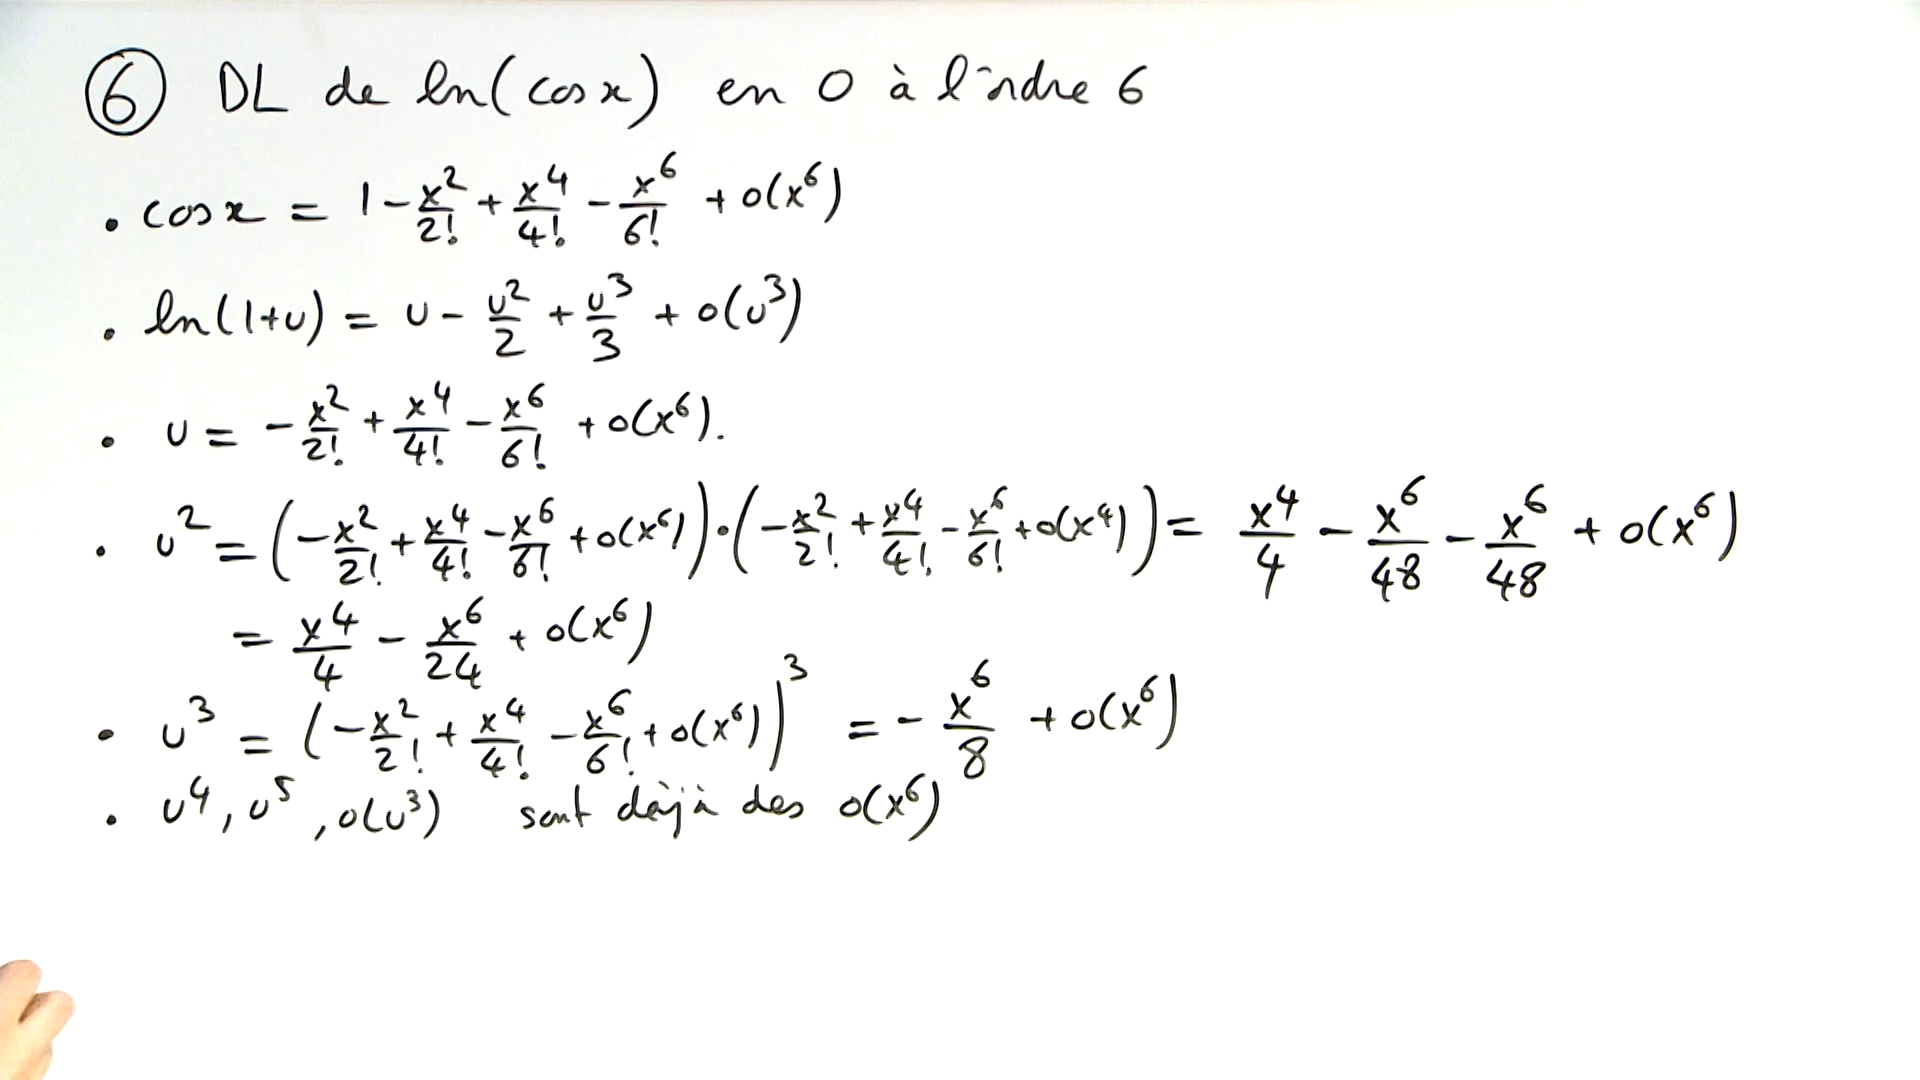 ⑥ DL de ln(cos x) en 0 à l'ordre 6
• cos x = 1 - x²/2! + x⁴/4! - x⁶/6! + o(x⁶)
• ln(1+u) = u - u²/2 + u³/3 + o(u³)
• u = - x²/2! + x⁴/4! - x⁶/6! + o(x⁶).
• u² = (- x²/2! + x⁴/4! - x⁶/6! + o(x⁶)) · (- x²/2! + x⁴/4! - x⁶/6! + o(x⁴)) = x⁴/4 - x⁶/48 - x⁶/48 + o(x⁶)
= x⁴/4 - x⁶/24 + o(x⁶)
• u³ = (- x²/2! + x⁴/4! - x⁶/6! + o(x⁶))³ = - x⁶/8 + o(x⁶)
• u⁴, u⁵, o(u³) sont déjà des o(x⁶)